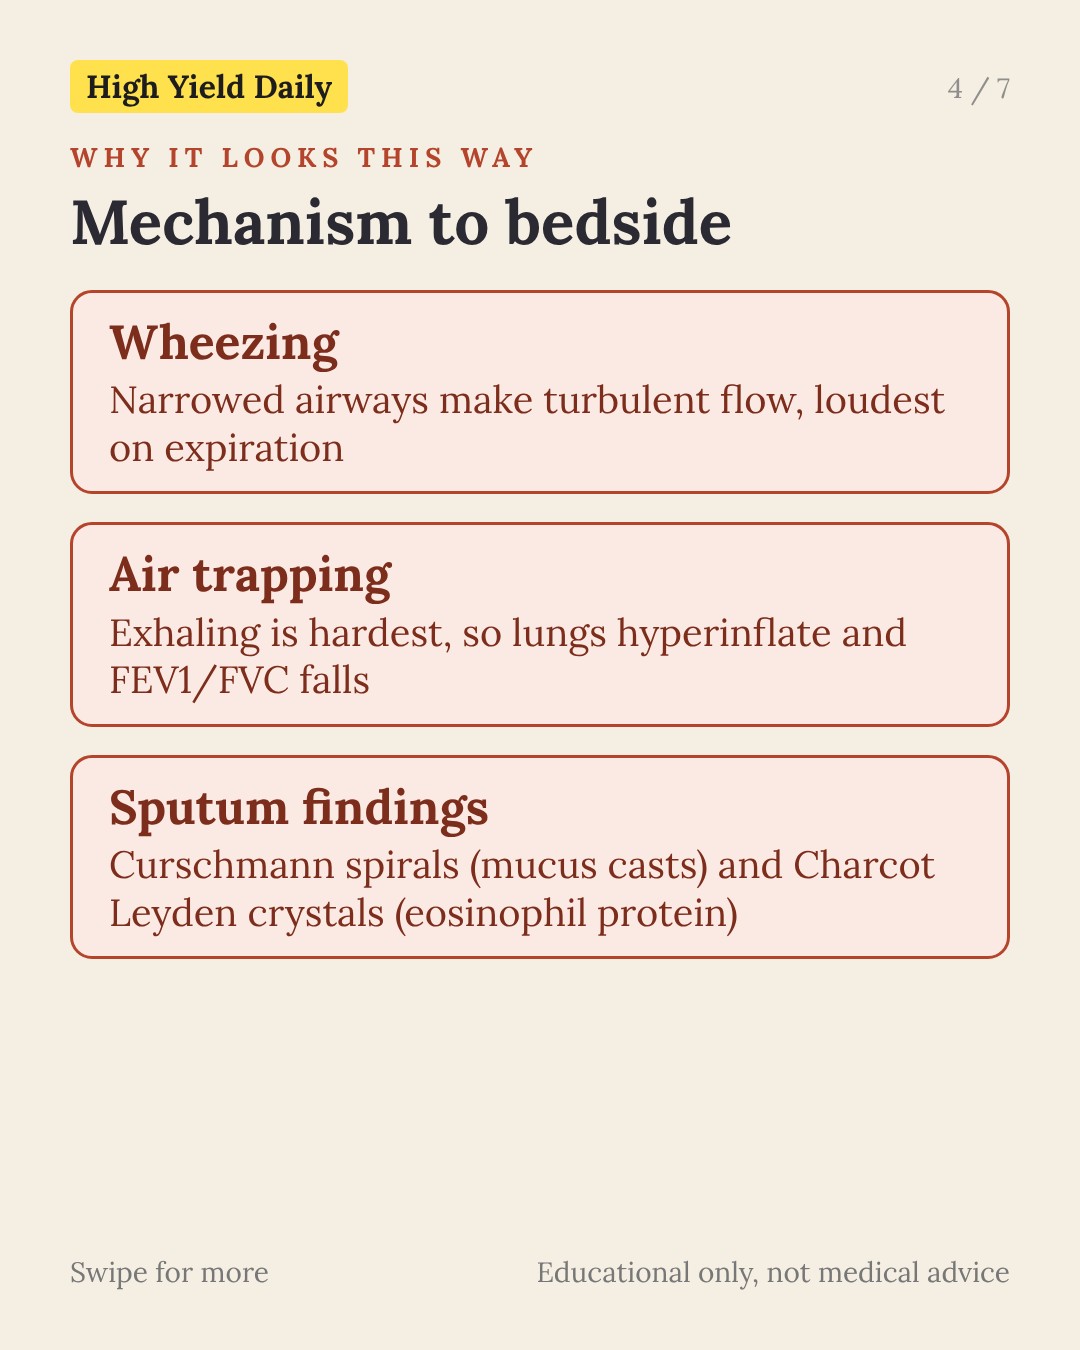 High Yield Daily
4 / 7
WHY IT LOOKS THIS WAY
Mechanism to bedside
Wheezing
Narrowed airways make turbulent flow, loudest
on expiration
Air trapping
Exhaling is hardest, so lungs hyperinflate and
FEV1/FVC falls
Sputum findings
Curschmann spirals (mucus casts) and Charcot
Leyden crystals (eosinophil protein)
Swipe for more
Educational only, not medical advice